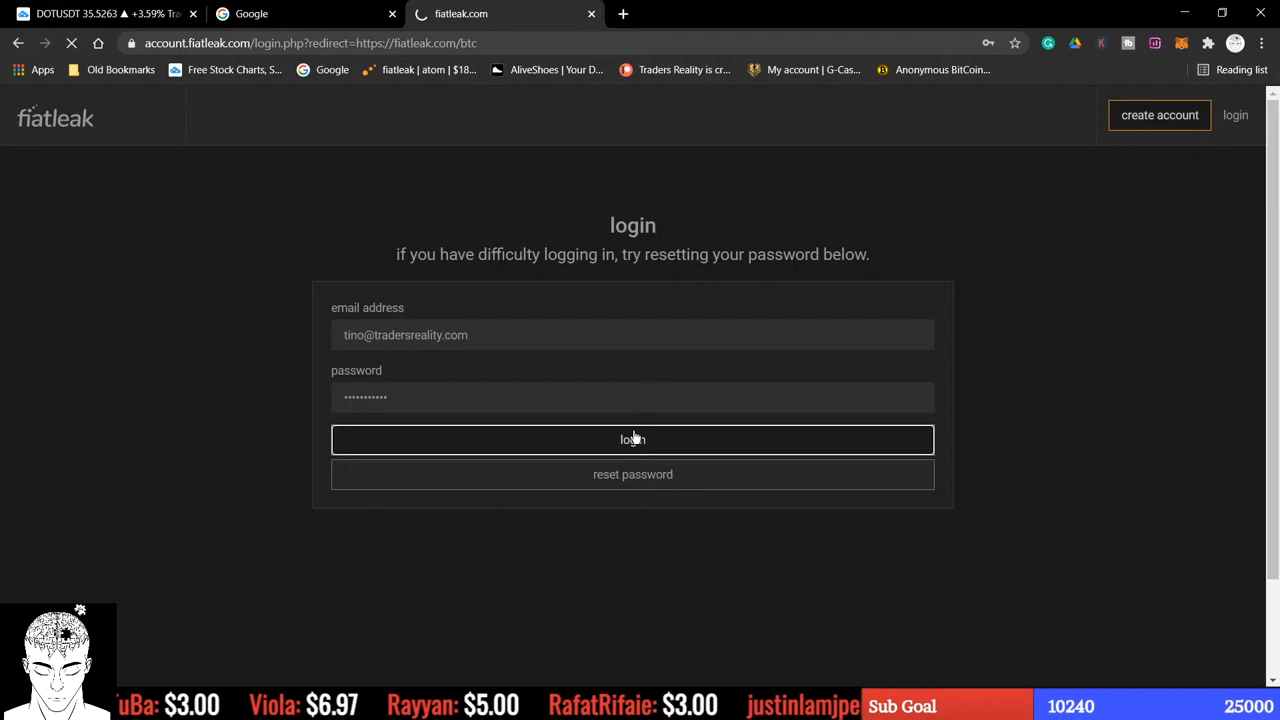 DOTUSDT 35.5263 ▲ +3.59% Tra
Google
fiatleak.com
account.fiatleak.com/login.php?redirect=https://fiatleak.com/btc
Apps
Old Bookmarks
Free Stock Charts, S...
Google
fiatleak | atom | $18...
AliveShoes | Your D...
Traders Reality is cr...
My account | G-Cas...
Anonymous BitCoin...
Reading list
fiatleak
create account
login
login
if you have difficulty logging in, try resetting your password below.
email address
tino@tradersreality.com
password
•••••••••••
login
reset password
uBa: $3.00 Viola: $6.97 Rayyan: $5.00 RafatRifaie: $3.00 justinlamjpe
Sub Goal 10240 25000